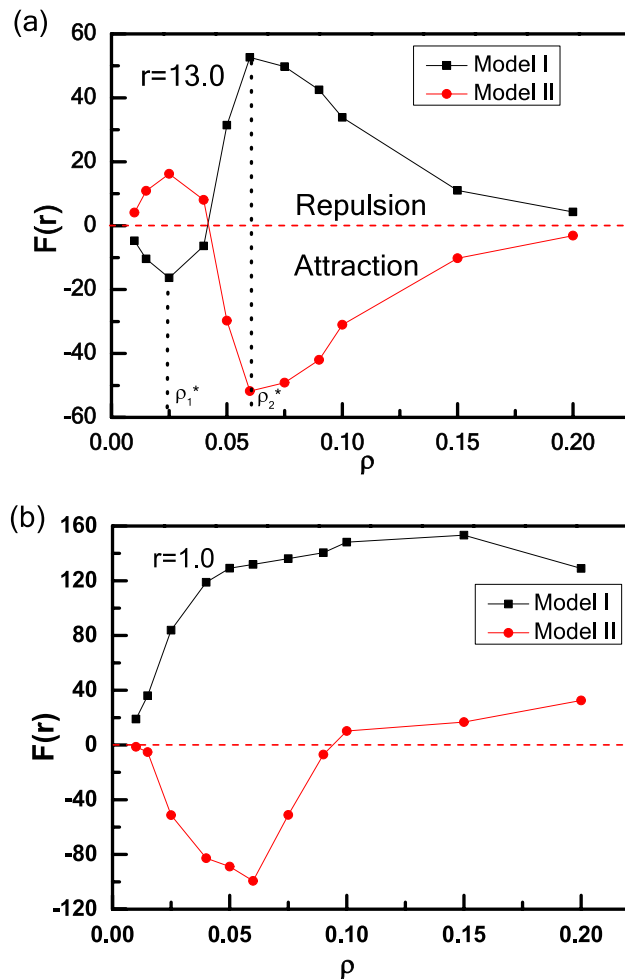 (a)
60
40
20
0
-20
-40
-60
F(r)
r=13.0
Model I
Model II
Repulsion
Attraction
ρ1*
ρ2*
0.00
0.05
0.10
0.15
0.20
ρ
(b)
160
120
80
40
0
-40
-80
-120
F(r)
r=1.0
Model I
Model II
0.00
0.05
0.10
0.15
0.20
ρ